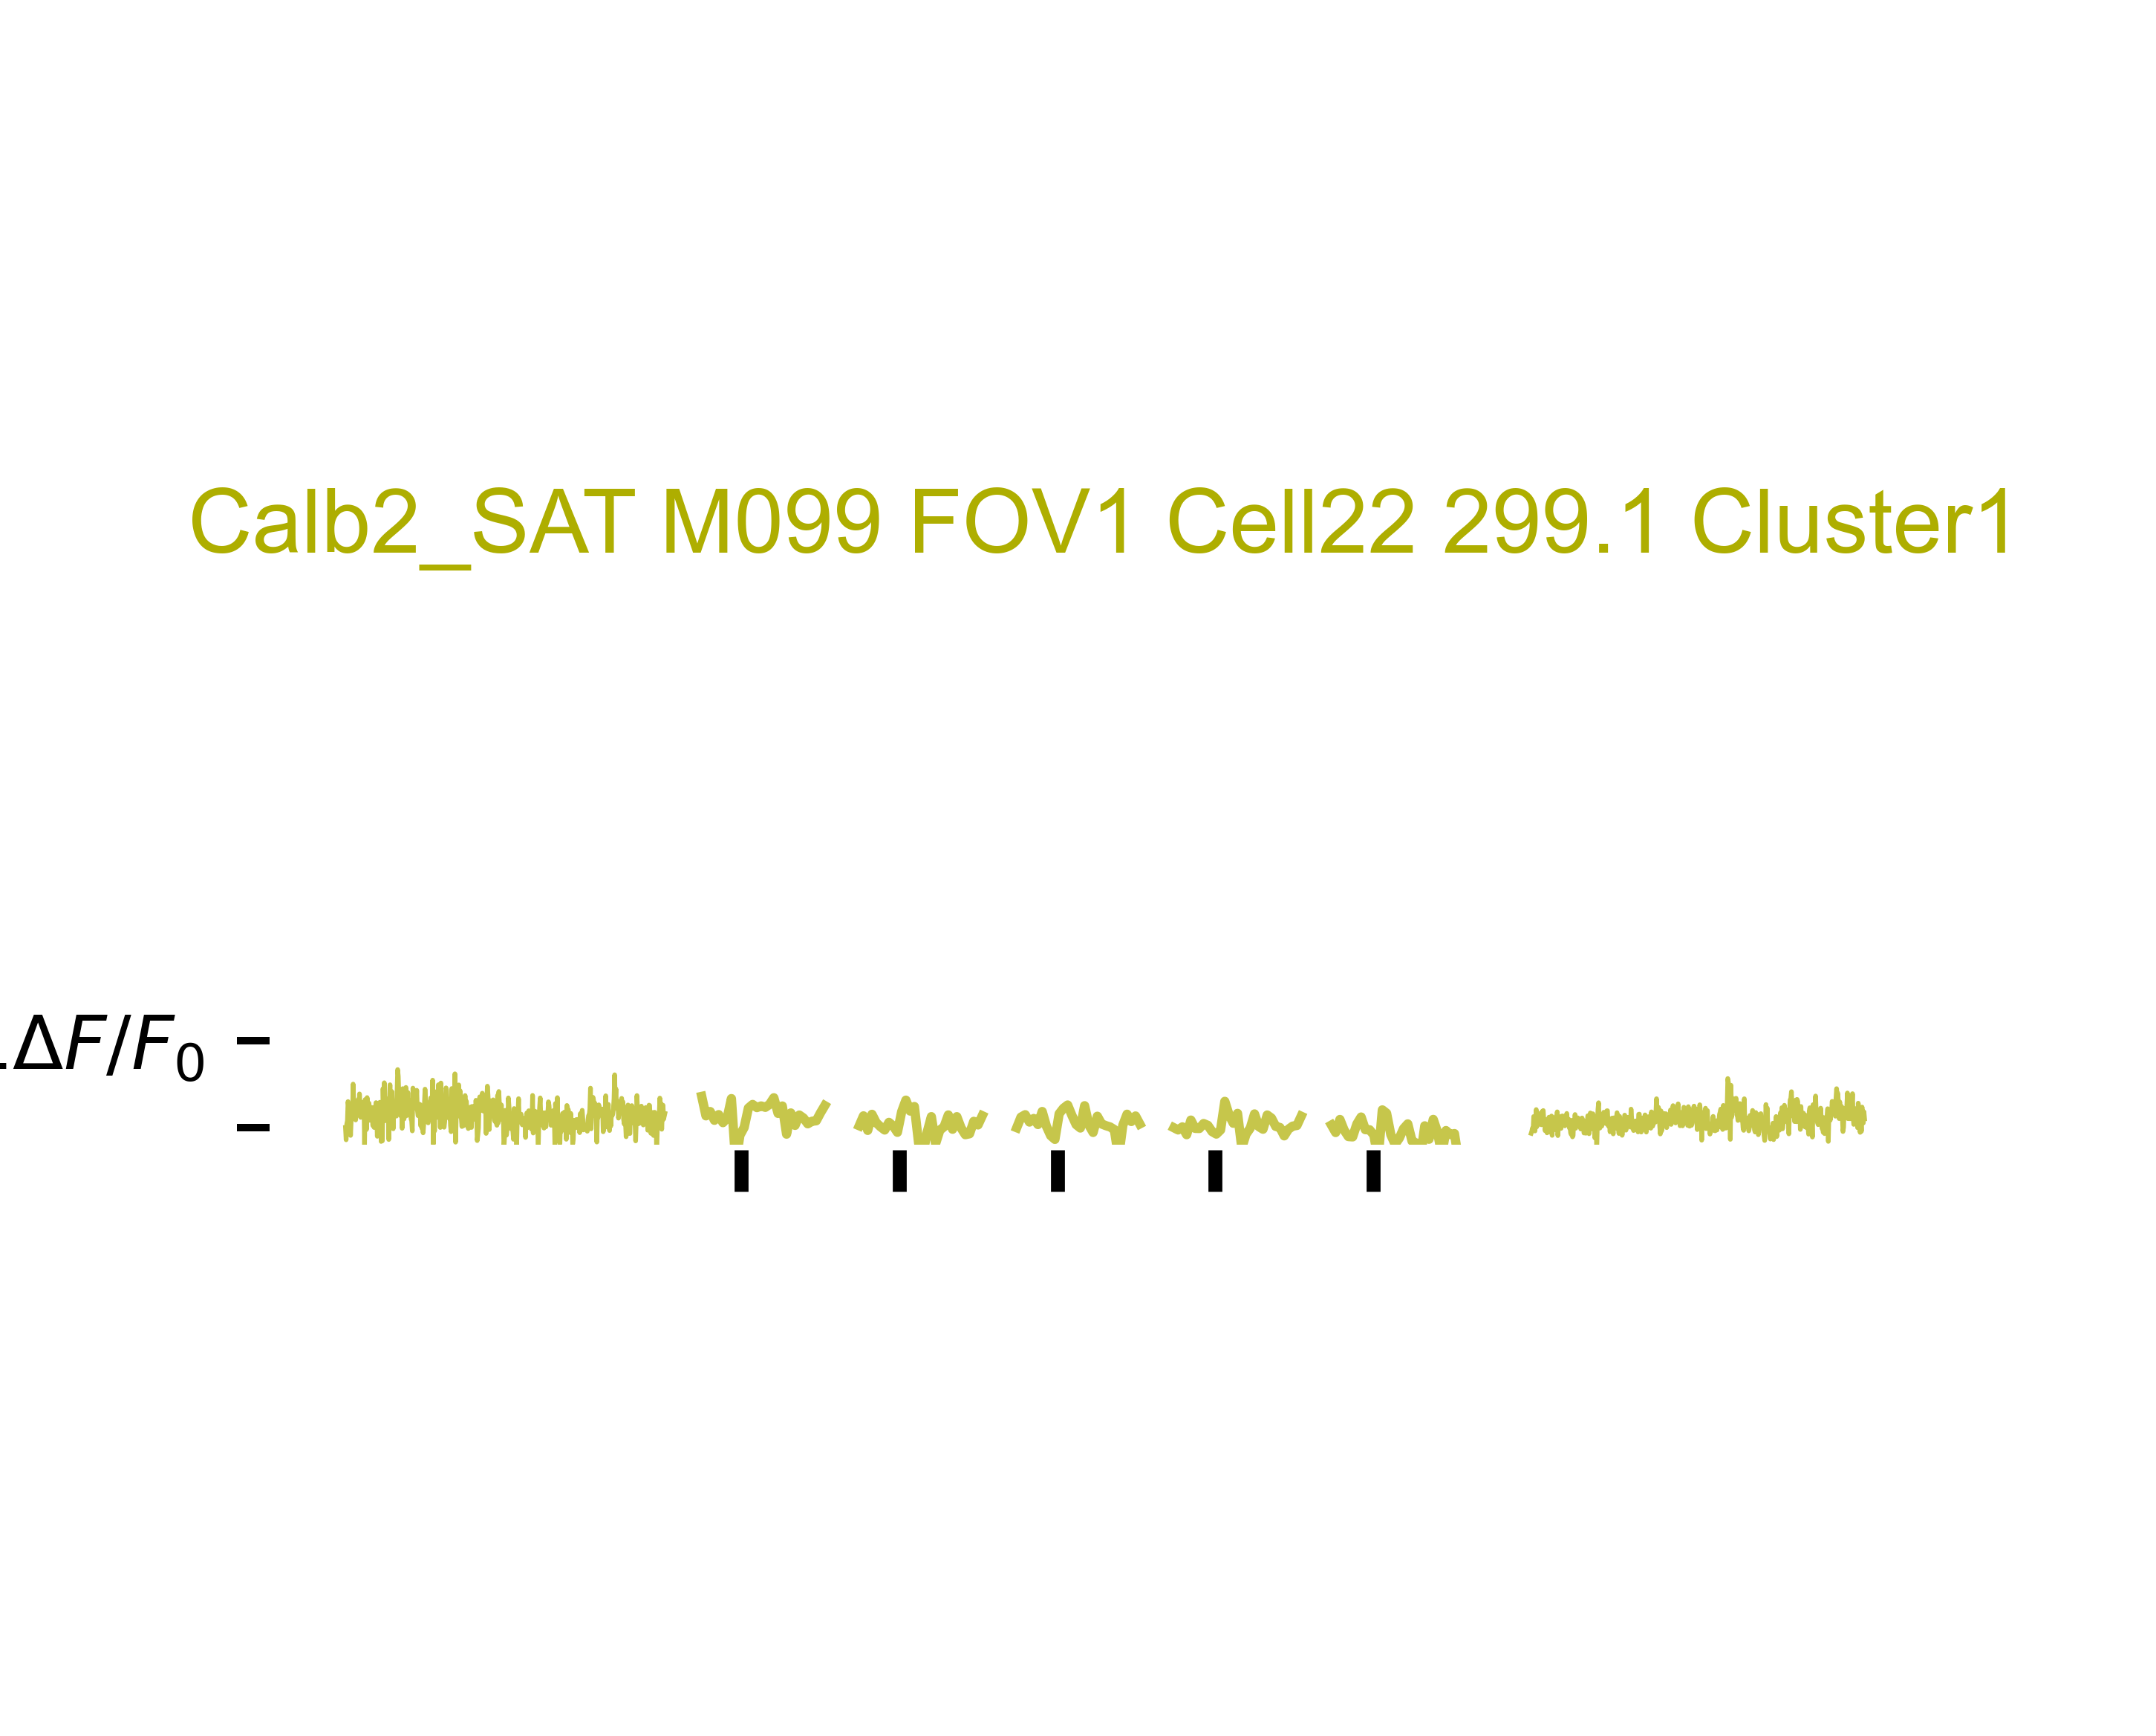 Calb2_SAT M099 FOV1 Cell22 299.1 Cluster1
.ΔF/F₀